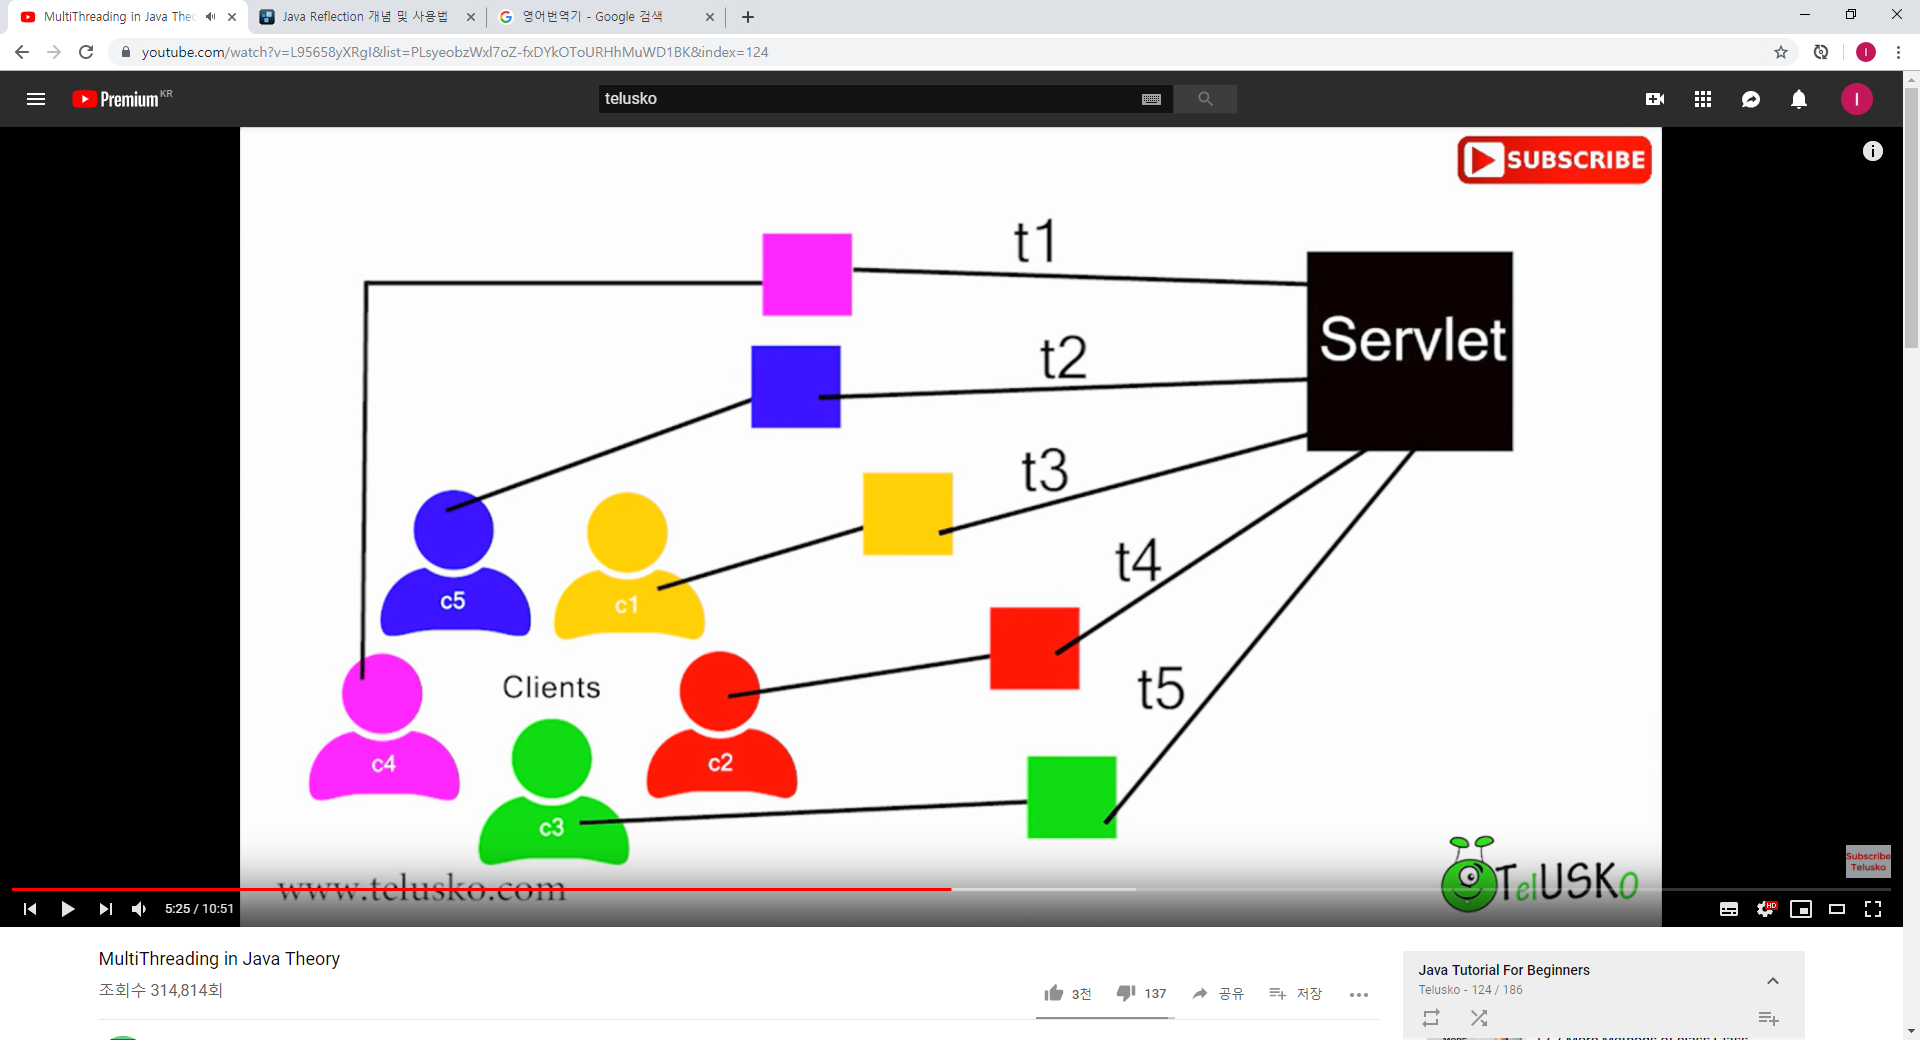 MultiThreading in Java Theo
Java Reflection 개념 및 사용법
영어번역기 - Google 검색
youtube.com/watch?v=L95658yXRgI&list=PLsyeobzWxl7oZ-fxDYkOToURHhMuWD1BK&index=124
I
Premium KR
telusko
I
SUBSCRIBE
t1
Servlet
t2
t3
t4
c5
c1
Clients
t5
c4
c2
c3
Subscribe
Telusko
www.telusko.com
TelUSKO
5:25 / 10:51
HD
MultiThreading in Java Theory
조회수 314,814회
3천
137
공유
저장
Java Tutorial For Beginners
Telusko - 124 / 186